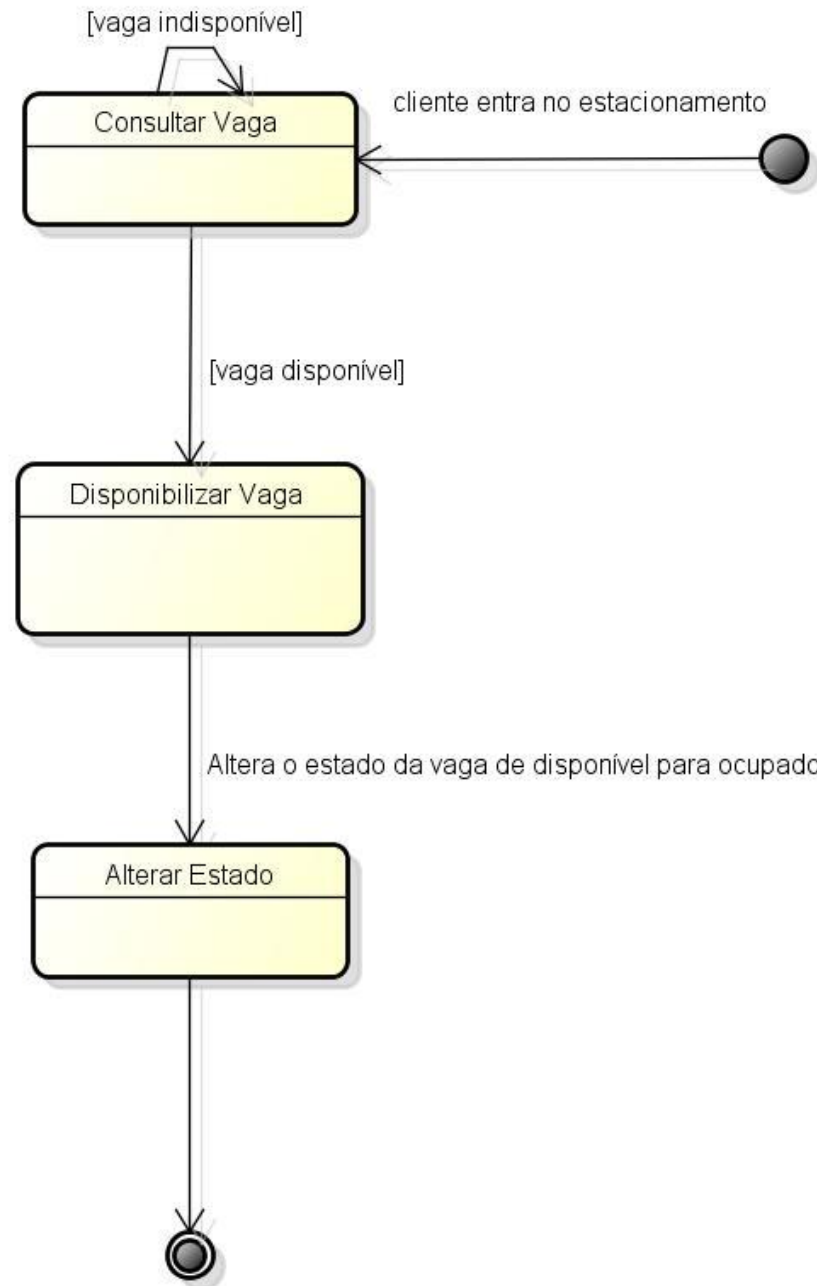 [vaga indisponível]
cliente entra no estacionamento
Consultar Vaga
[vaga disponível]
Disponibilizar Vaga
Altera o estado da vaga de disponível para ocupado
Alterar Estado